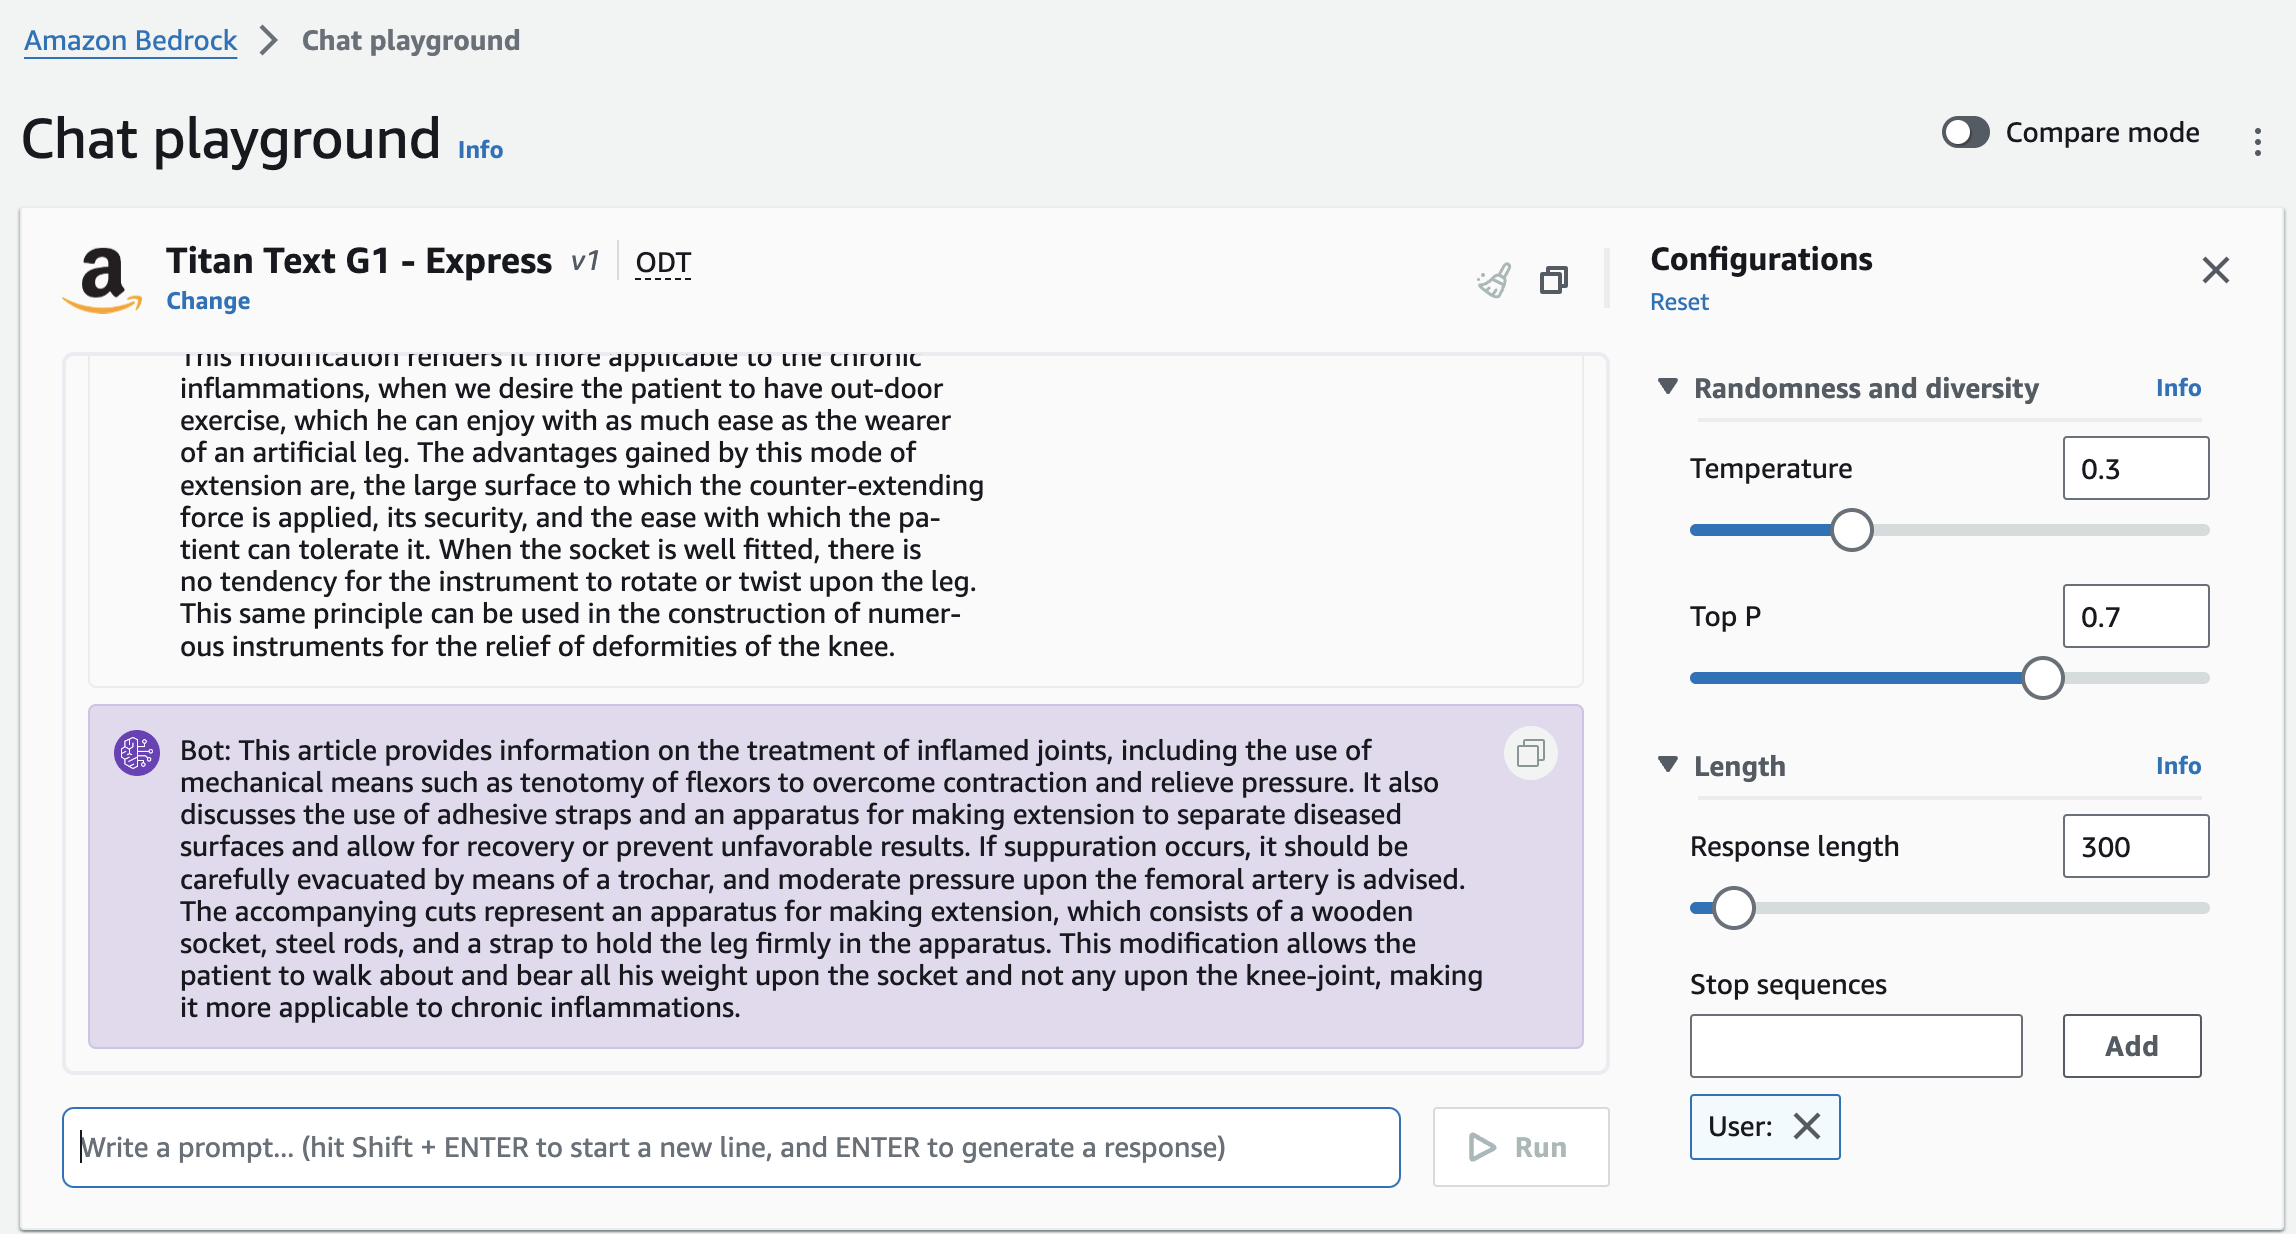 Amazon Bedrock > Chat playground
Chat playground Info
Compare mode
Titan Text G1 - Express v1 | ODT
Change
This modification renders it more applicable to the chronic
inflammations, when we desire the patient to have out-door
exercise, which he can enjoy with as much ease as the wearer
of an artificial leg. The advantages gained by this mode of
extension are, the large surface to which the counter-extending
force is applied, its security, and the ease with which the pa-
tient can tolerate it. When the socket is well fitted, there is
no tendency for the instrument to rotate or twist upon the leg.
This same principle can be used in the construction of numer-
ous instruments for the relief of deformities of the knee.
Bot: This article provides information on the treatment of inflamed joints, including the use of
mechanical means such as tenotomy of flexors to overcome contraction and relieve pressure. It also
discusses the use of adhesive straps and an apparatus for making extension to separate diseased
surfaces and allow for recovery or prevent unfavorable results. If suppuration occurs, it should be
carefully evacuated by means of a trochar, and moderate pressure upon the femoral artery is advised.
The accompanying cuts represent an apparatus for making extension, which consists of a wooden
socket, steel rods, and a strap to hold the leg firmly in the apparatus. This modification allows the
patient to walk about and bear all his weight upon the socket and not any upon the knee-joint, making
it more applicable to chronic inflammations.
Write a prompt... (hit Shift + ENTER to start a new line, and ENTER to generate a response)
Run
Configurations
Reset
Randomness and diversity Info
Temperature 0.3
Top P 0.7
Length Info
Response length 300
Stop sequences
Add
User: